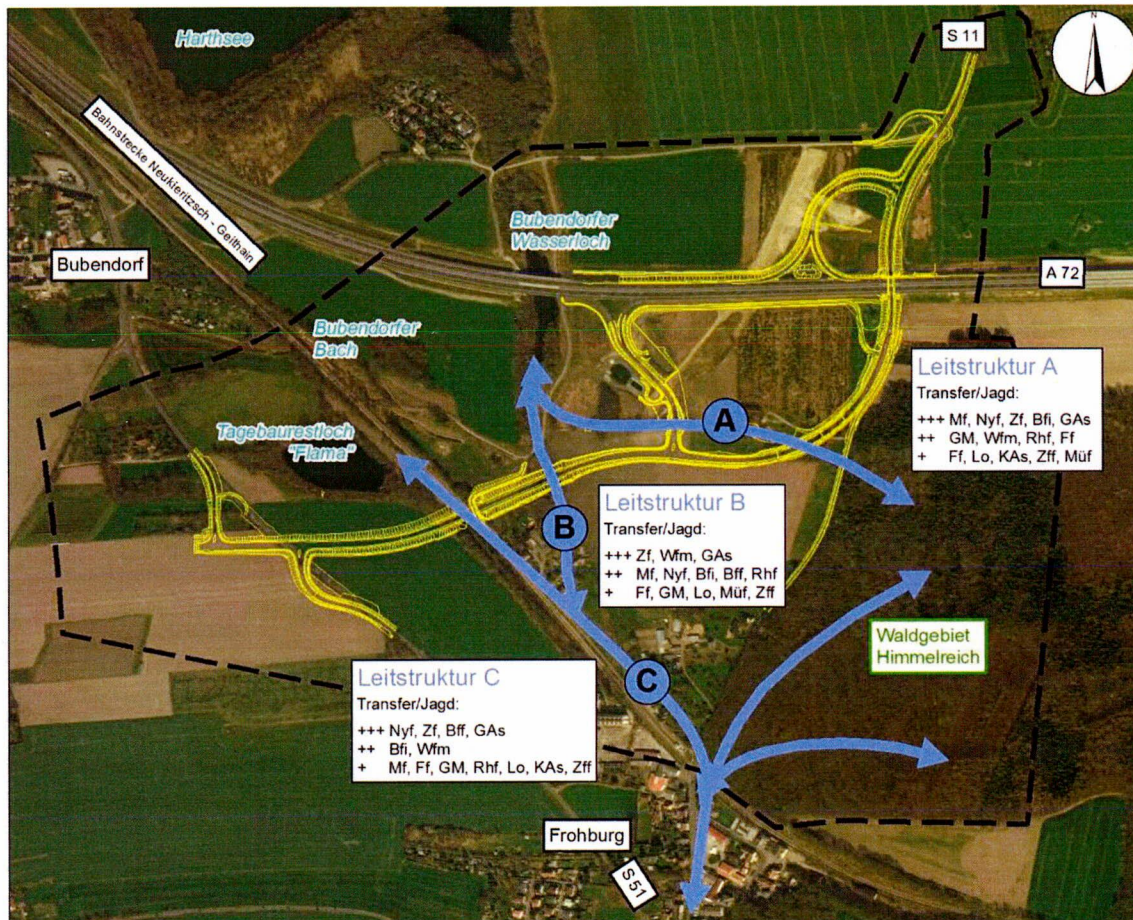 Harthsee
S 11
N
Bahnstrecke Neukieritzsch - Geithain
Bubendorfer
Wasserloch
Bubendorf
A 72
Bubendorfer
Bach
Leitstruktur A
Transfer/Jagd:
+++ Mf, Nyf, Zf, Bfi, GAs
++ GM, Wfm, Rhf, Ff
+ Ff, Lo, KAs, Zff, Müf
Tagebaurestloch
"Flama"
A
Leitstruktur B
Transfer/Jagd:
+++ Zf, Wfm, GAs
++ Mf, Nyf, Bfi, Bff, Rhf
+ Ff, GM, Lo, Müf, Zff
B
Waldgebiet
Himmelreich
Leitstruktur C
Transfer/Jagd:
+++ Nyf, Zf, Bff, GAs
++ Bfi, Wfm
+ Mf, Ff, GM, Rhf, Lo, KAs, Zff
C
Frohburg
S 51